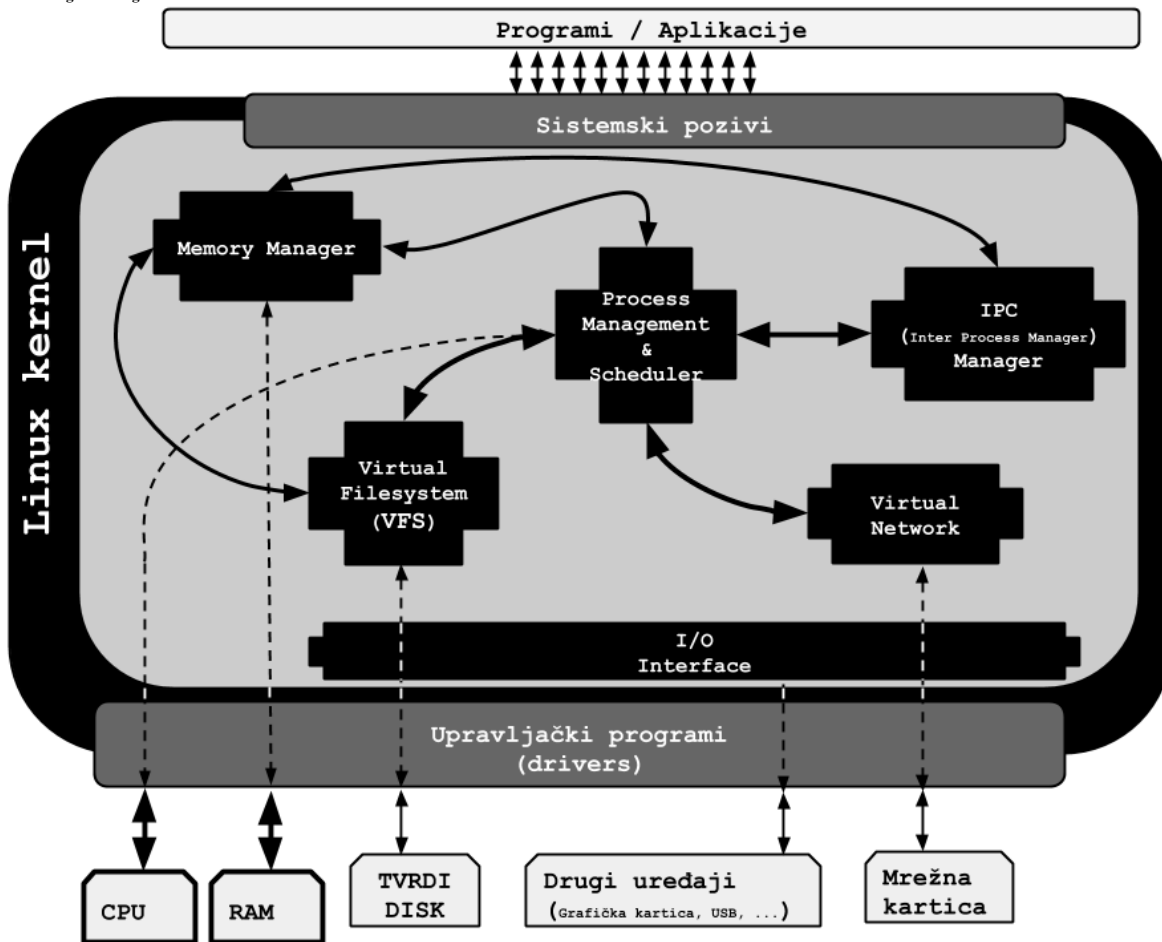 Programi / Aplikacije
Sistemski pozivi
Linux kernel
Memory Manager
Process
Management
&
Scheduler
IPC
(Inter Process Manager)
Manager
Virtual
Filesystem
(VFS)
Virtual
Network
I/O
Interface
Upravljački programi
(drivers)
CPU
RAM
TVRDI
DISK
Drugi uređaji
(Grafička kartica, USB, ...)
Mrežna
kartica